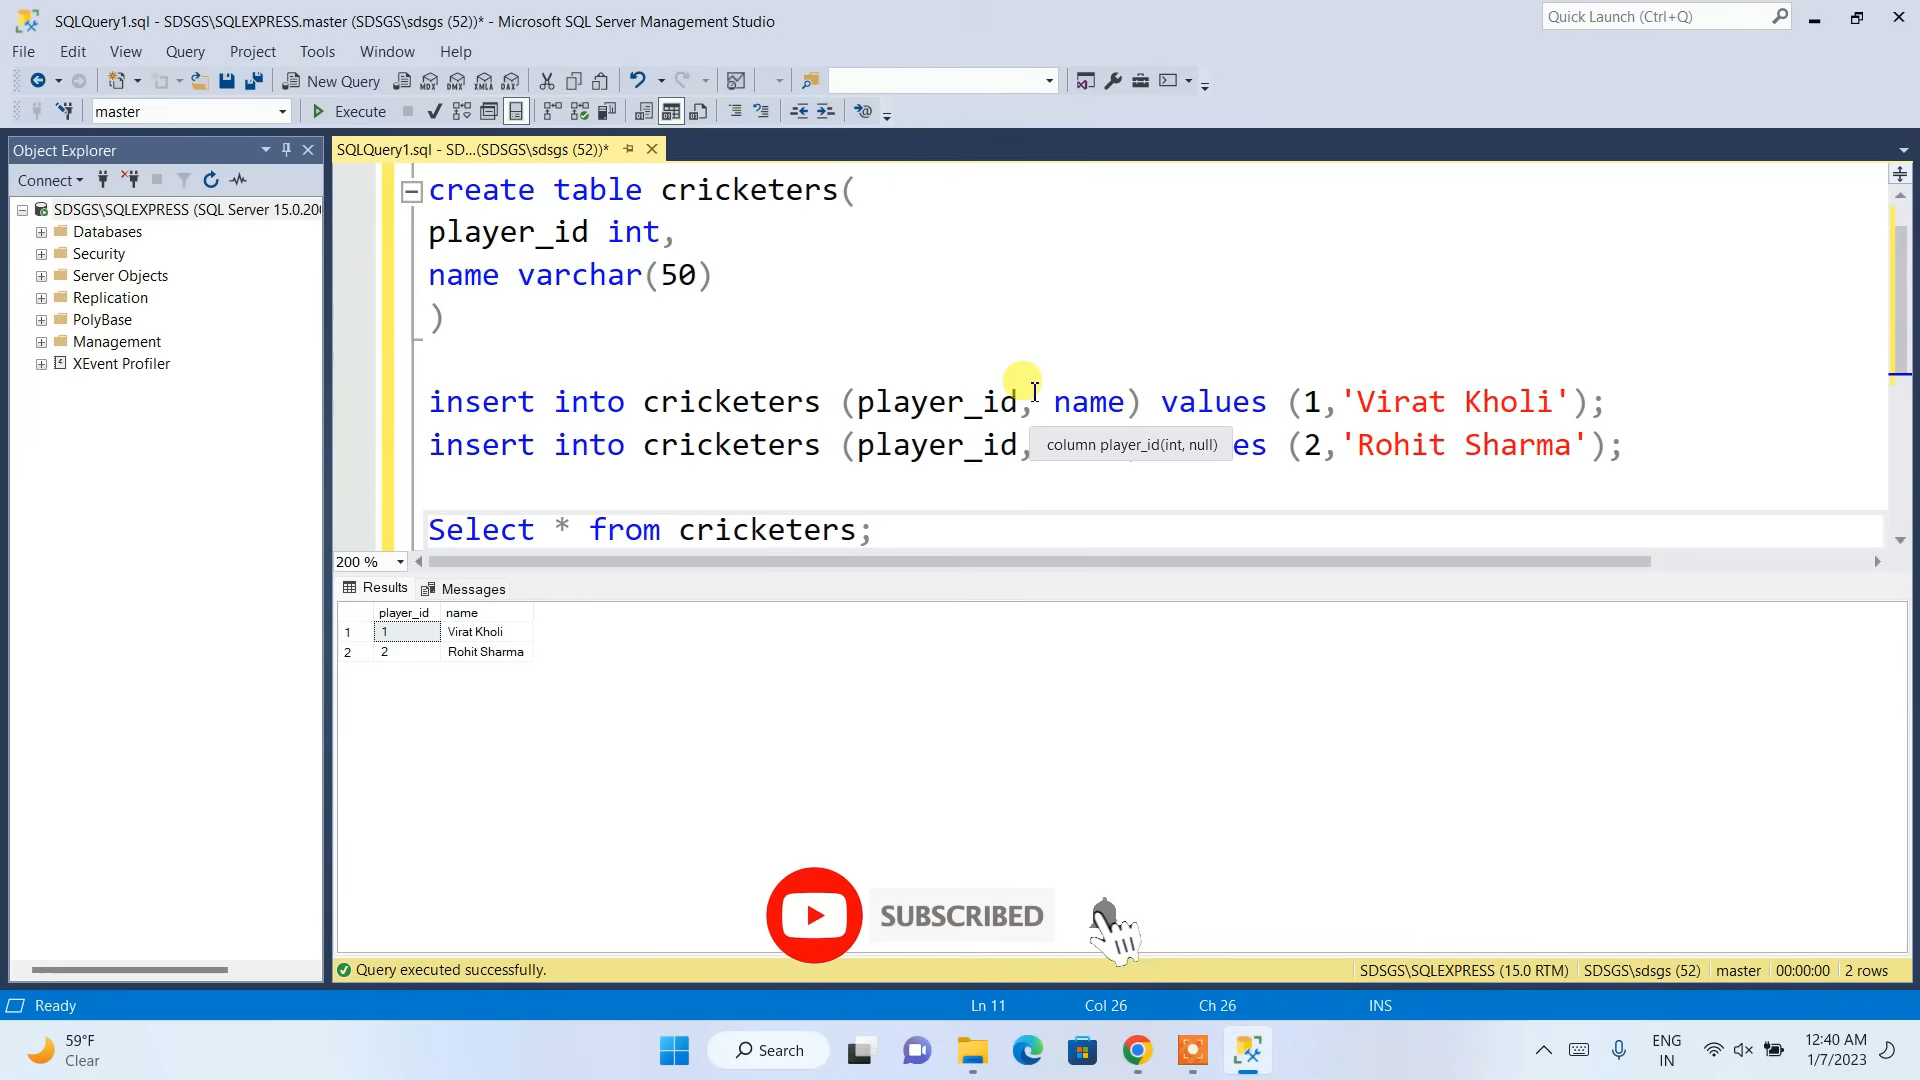 SQLQuery1.sql - SDSGS\SQLEXPRESS.master (SDSGS\sdsgs (52))* - Microsoft SQL Server Management Studio
Quick Launch (Ctrl+Q)
File Edit View Query Project Tools Window Help
New Query MDX DMX XMLA DAX
master Execute
Object Explorer
SQLQuery1.sql - SD...(SDSGS\sdsgs (52))*
Connect
SDSGS\SQLEXPRESS (SQL Server 15.0.200
Databases
Security
Server Objects
Replication
PolyBase
Management
XEvent Profiler
create table cricketers(
player_id int,
name varchar(50)
)
insert into cricketers (player_id, name) values (1,'Virat Kholi');
insert into cricketers (player_id, es (2,'Rohit Sharma');
column player_id(int, null)
Select * from cricketers;
200 %
Results Messages
player_id name
1 1 Virat Kholi
2 2 Rohit Sharma
SUBSCRIBED
Query executed successfully.
SDSGS\SQLEXPRESS (15.0 RTM) SDSGS\sdsgs (52) master 00:00:00 2 rows
Ready Ln 11 Col 26 Ch 26 INS
59°F
Clear
Search
ENG
IN
12:40 AM
1/7/2023